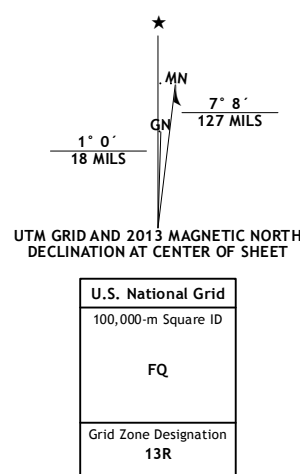 ★
MN
GN
7° 8´
127 MILS
1° 0´
18 MILS
UTM GRID AND 2013 MAGNETIC NORTH
DECLINATION AT CENTER OF SHEET
U.S. National Grid
100,000-m Square ID
FQ
Grid Zone Designation
13R